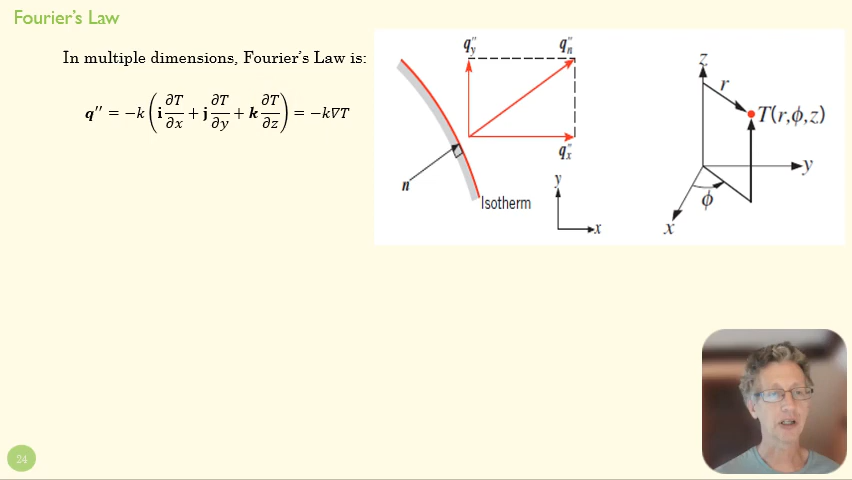 Fourier's Law
In multiple dimensions, Fourier's Law is:
q′′ = −k (i ∂T/∂x + j ∂T/∂y + k ∂T/∂z) = −k∇T
q″y
q″n
q″x
n
Isotherm
y
x
z
r
T(r,ϕ,z)
y
ϕ
x
24